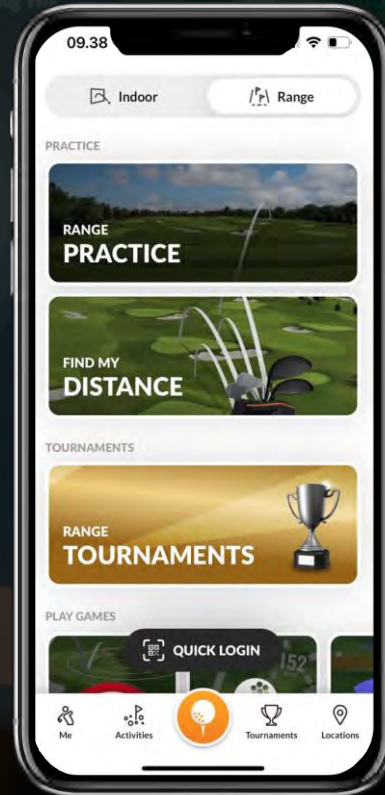 09.38
Indoor
Range
PRACTICE
RANGE
PRACTICE
FIND MY
DISTANCE
TOURNAMENTS
RANGE
TOURNAMENTS
PLAY GAMES
QUICK LOGIN
152
Me
Activities
Tournaments
Locations